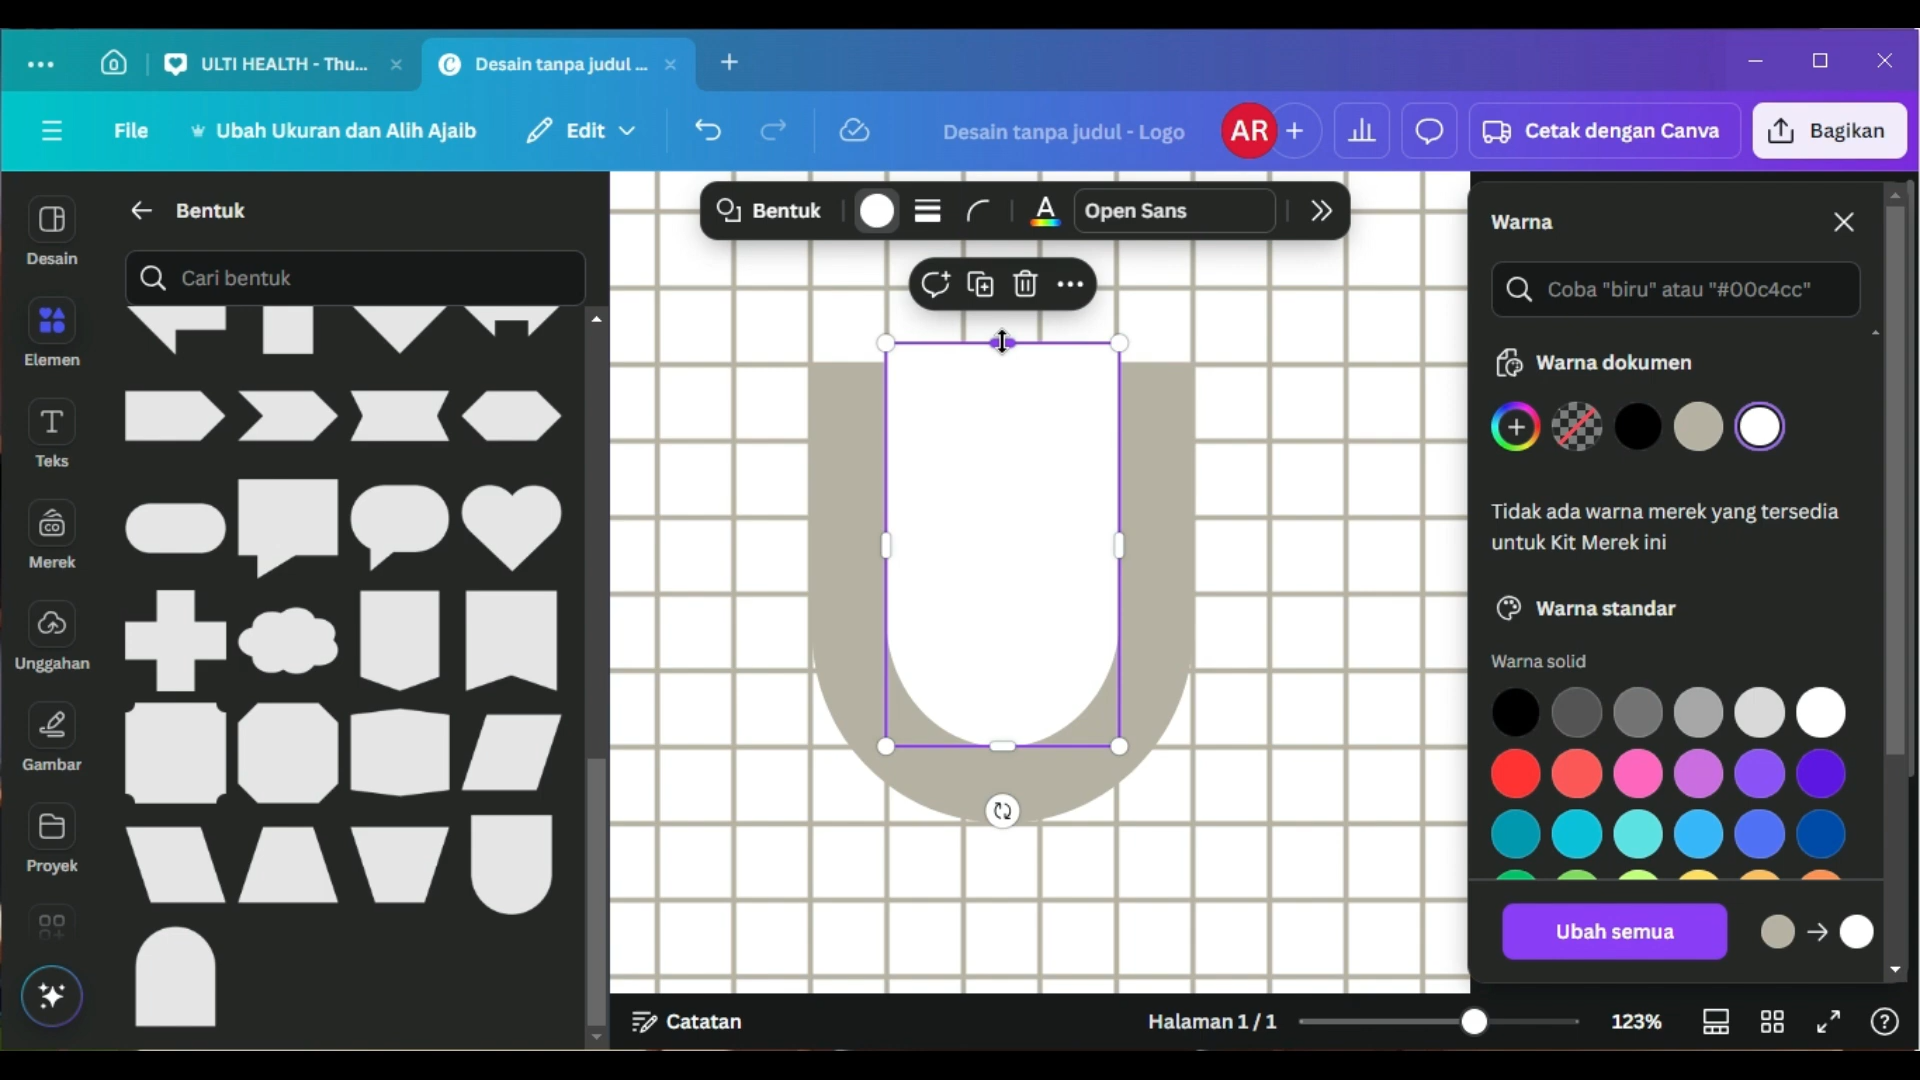 ULTI HEALTH - Thu...
Desain tanpa judul ...
File
Ubah Ukuran dan Alih Ajaib
Edit
Desain tanpa judul - Logo
AR
Cetak dengan Canva
Bagikan
Desain
Elemen
Teks
Merek
Unggahan
Gambar
Proyek
Bentuk
Cari bentuk
Bentuk
A
Open Sans
Warna
Coba "biru" atau "#00c4cc"
Warna dokumen
Tidak ada warna merek yang tersedia
untuk Kit Merek ini
Warna standar
Warna solid
Ubah semua
Catatan
Halaman 1 / 1
123%